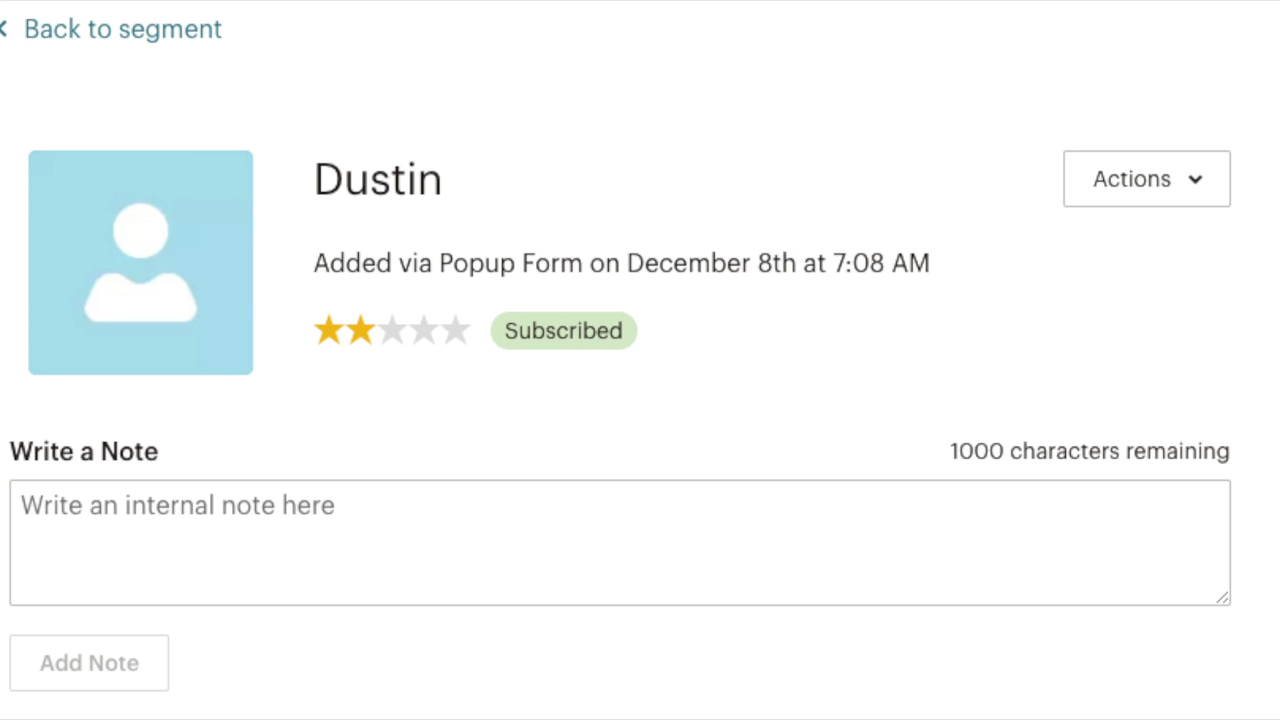 Back to segment
Dustin
Actions
Added via Popup Form on December 8th at 7:08 AM
Subscribed
Write a Note
1000 characters remaining
Write an internal note here
Add Note